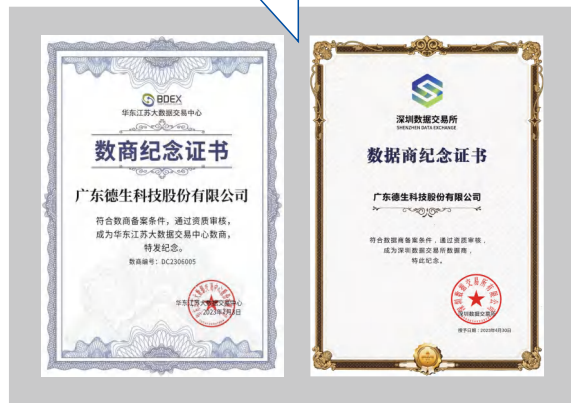 BDEX
华东江苏大数据交易中心
数商纪念证书
广东德生科技股份有限公司
符合数商备案条件，通过资质审核，
成为华东江苏大数据交易中心数商，
特发纪念。
数商编号：DC2306005
华东江苏大数据交易中心
深圳数据交易所
SHENZHEN DATA EXCHANGE
数据商纪念证书
广东德生科技股份有限公司
符合数据商备案条件，通过资质审核，
成为深圳数据交易所数据商，
特此纪念。
深圳数据交易所